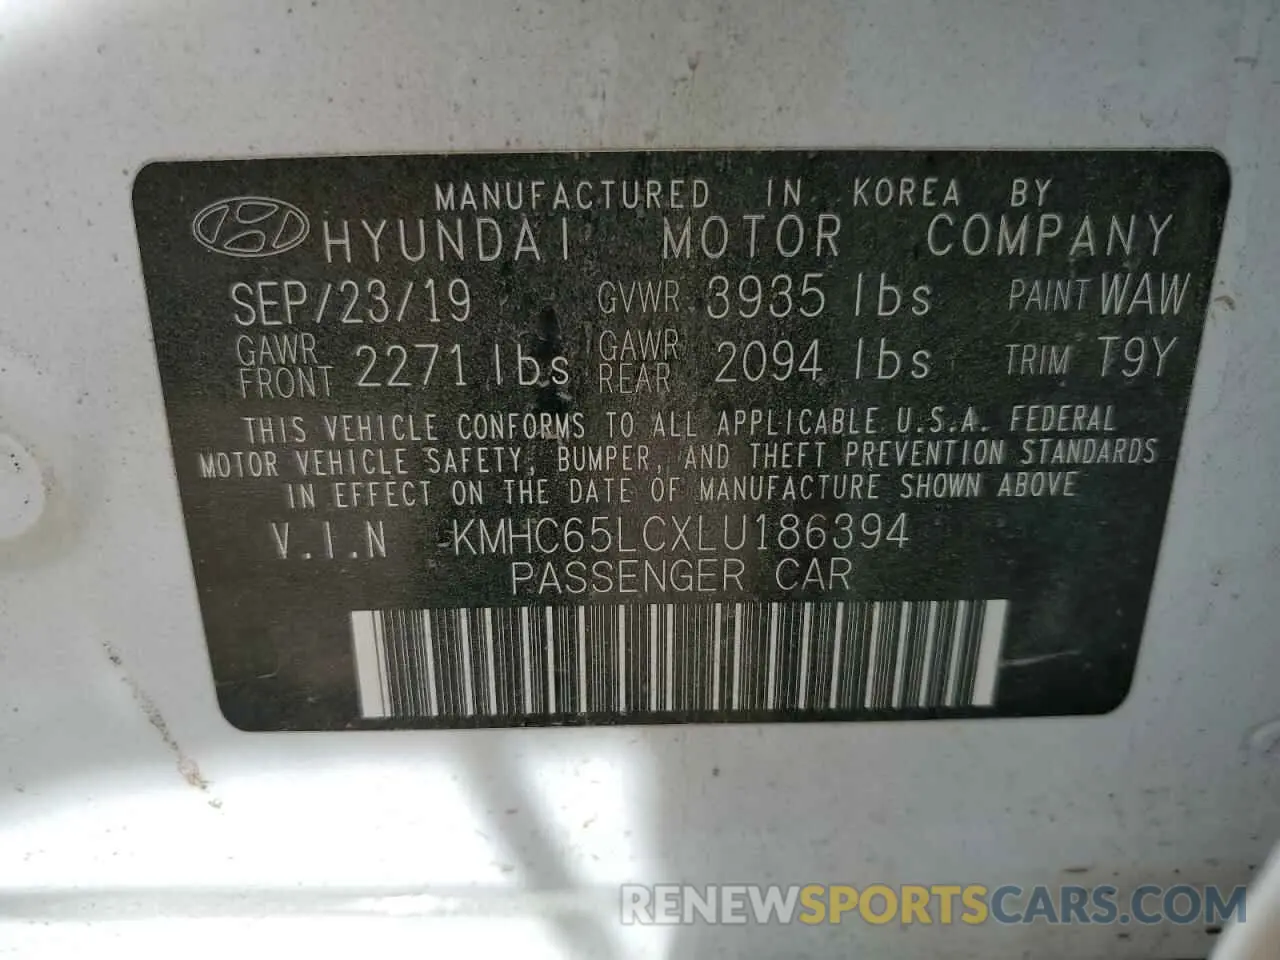 MANUFACTURED IN KOREA BY
HYUNDAI MOTOR COMPANY
SEP/23/19 GVWR 3935 lbs PAINT WAW
GAWR FRONT 2271 lbs GAWR REAR 2094 lbs TRIM T9Y
THIS VEHICLE CONFORMS TO ALL APPLICABLE U.S.A. FEDERAL
MOTOR VEHICLE SAFETY, BUMPER, AND THEFT PREVENTION STANDARDS
IN EFFECT ON THE DATE OF MANUFACTURE SHOWN ABOVE
V.I.N KMHC65LCXLU186394
PASSENGER CAR
RENEWSPORTSCARS.COM